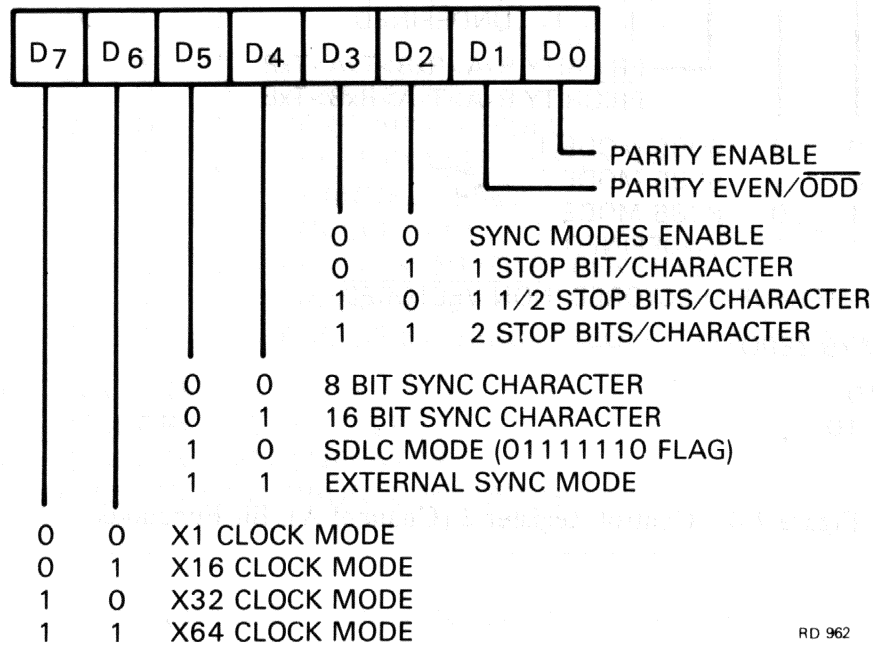 D7 D6 D5 D4 D3 D2 D1 D0
PARITY ENABLE
PARITY EVEN/ODD
0 0 SYNC MODES ENABLE
0 1 1 STOP BIT/CHARACTER
1 0 1 1/2 STOP BITS/CHARACTER
1 1 2 STOP BITS/CHARACTER
0 0 8 BIT SYNC CHARACTER
0 1 16 BIT SYNC CHARACTER
1 0 SDLC MODE (01111110 FLAG)
1 1 EXTERNAL SYNC MODE
0 0 X1 CLOCK MODE
0 1 X16 CLOCK MODE
1 0 X32 CLOCK MODE
1 1 X64 CLOCK MODE
RD 962